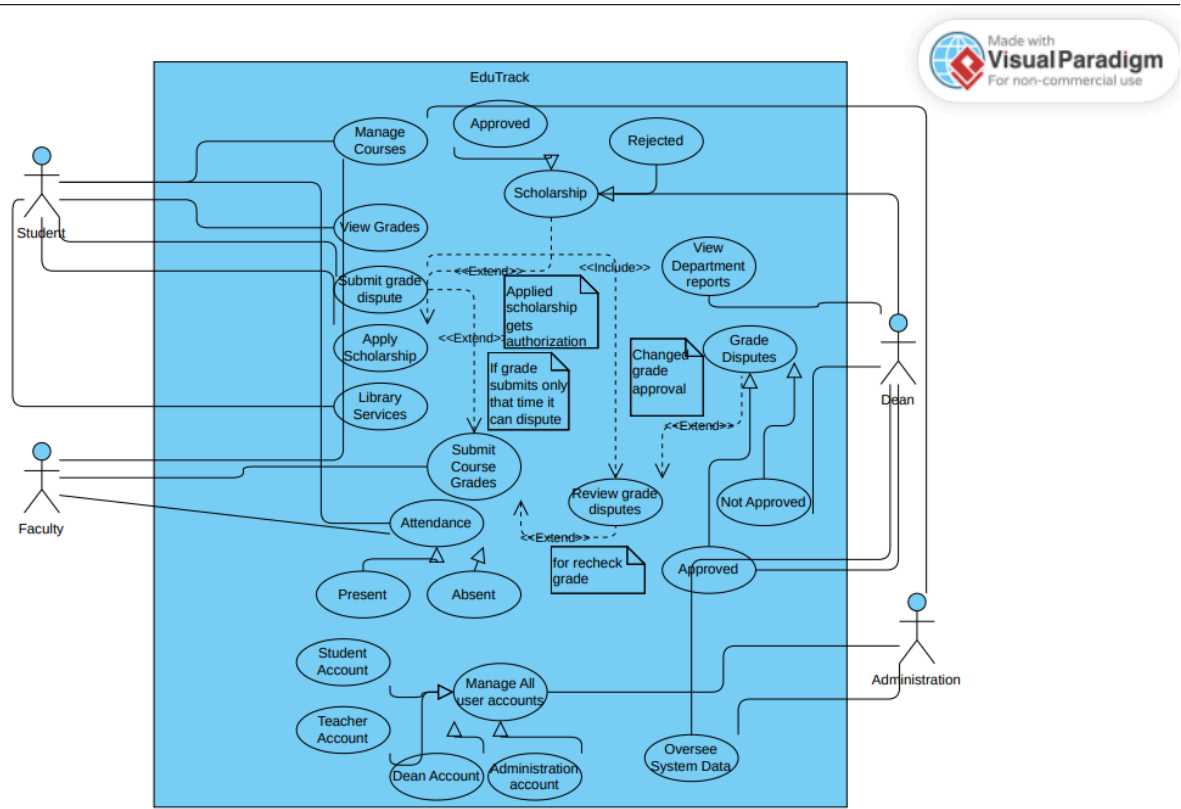 Made with
Visual Paradigm
For non-commercial use
EduTrack
Manage
Courses
Approved
Rejected
Scholarship
Student
View Grades
View
Department
reports
<<Extend>>
<<Include>>
Submit grade
dispute
Applied
scholarship
gets
authorization
<<Extend>>
Apply
Scholarship
Grade
Disputes
Changed
grade
approval
If grade
submits only
that time it
can dispute
Library
Services
Dean
<<Extend>>
Submit
Course
Grades
Faculty
Review grade
disputes
Not Approved
Attendance
<<Extend>>
for recheck
grade
Approved
Present
Absent
Student
Account
Manage All
user accounts
Administration
Teacher
Account
Dean Account
Administration
account
Oversee
System Data